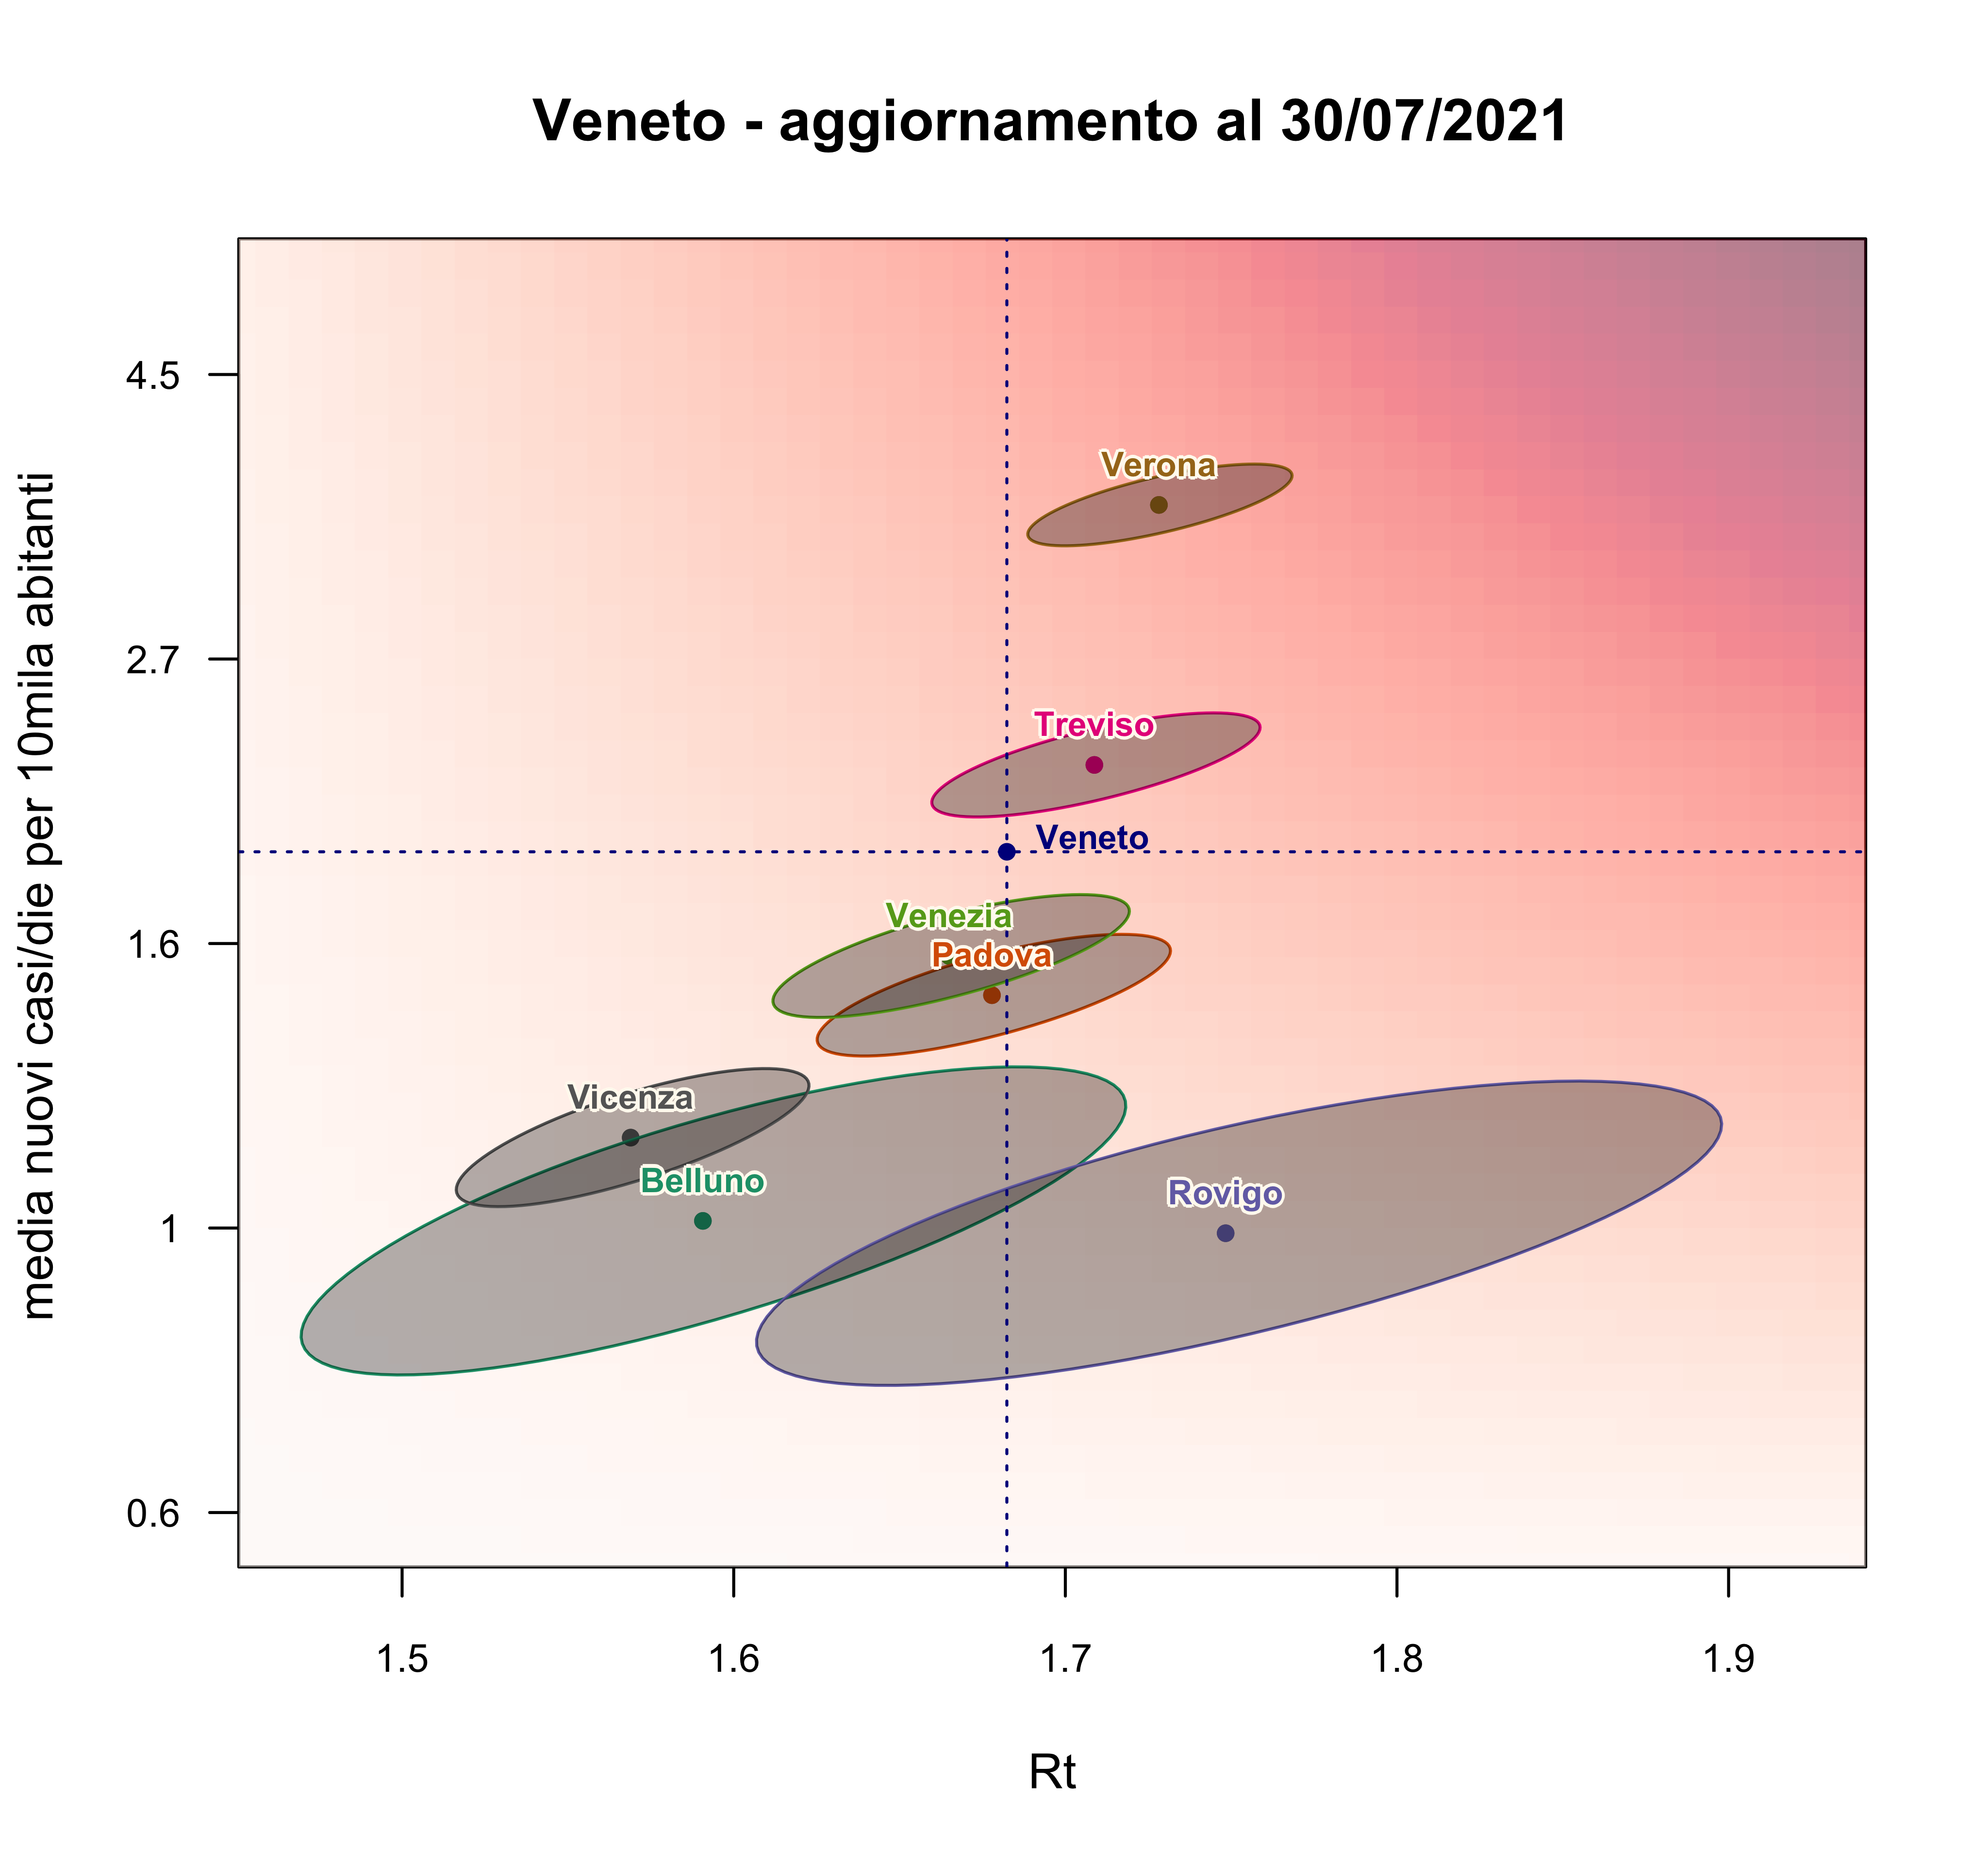 Veneto - aggiornamento al 30/07/2021
media nuovi casi/die per 10mila abitanti
4.5
2.7
1.6
1
0.6
Verona
Treviso
Veneto
Venezia
Padova
Vicenza
Belluno
Rovigo
1.5
1.6
1.7
1.8
1.9
Rt